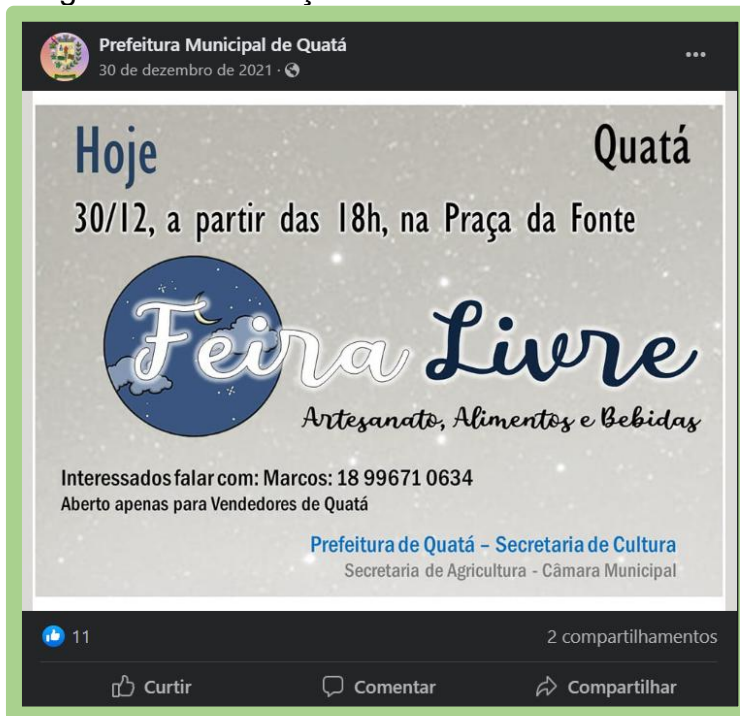 Prefeitura Municipal de Quatá
30 de dezembro de 2021 ·
Hoje Quatá
30/12, a partir das 18h, na Praça da Fonte
Feira Livre
Artesanato, Alimentos e Bebidas
Interessados falar com: Marcos: 18 99671 0634
Aberto apenas para Vendedores de Quatá
Prefeitura de Quatá – Secretaria de Cultura
Secretaria de Agricultura - Câmara Municipal
11 2 compartilhamentos
Curtir Comentar Compartilhar